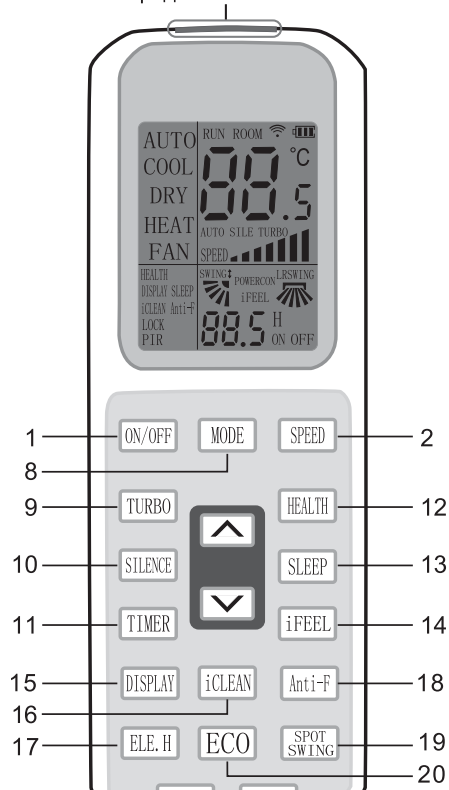 AUTO
COOL
DRY
HEAT
FAN
RUN ROOM
88.5 °C
AUTO SILE TURBO
SPEED
HEALTH
DISPLAY SLEEP
iCLEAN Anti-F
LOCK
PIR
SWING POWERCON LRSWING
iFEEL
88.5 H
ON OFF
1 ON/OFF MODE SPEED 2
8
9 TURBO HEALTH 12
10 SILENCE SLEEP 13
11 TIMER iFEEL 14
15 DISPLAY iCLEAN Anti-F 18
16
17 ELE.H ECO SPOT SWING 19
20